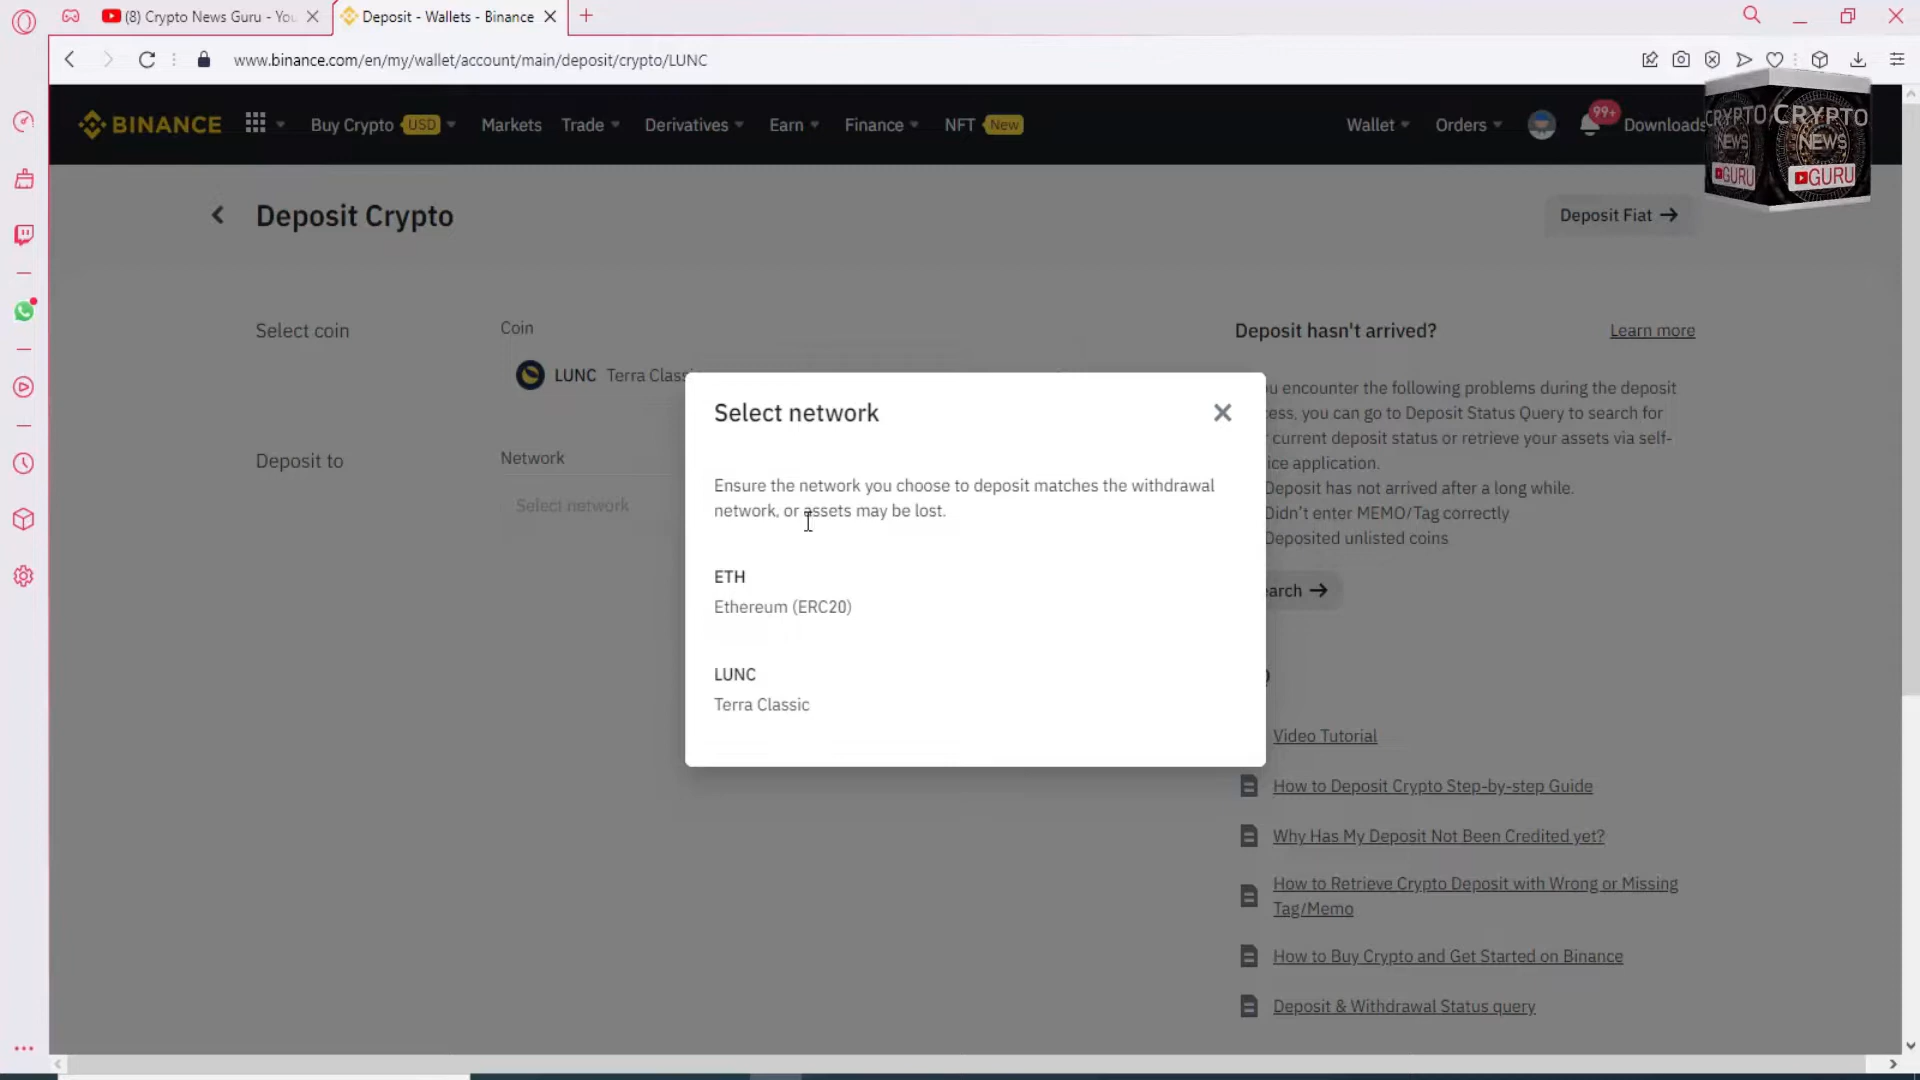 (8) Crypto News Guru - You
Deposit - Wallets - Binance
www.binance.com/en/my/wallet/account/main/deposit/crypto/LUNC
BINANCE
Buy Crypto USD
Markets
Trade
Derivatives
Earn
Finance
NFT New
Wallet
Orders
99+
Downloads
CRYPTO NEWS GURU
CRYPTO NEWS GURU
Deposit Crypto
Deposit Fiat
Select coin
Coin
LUNC Terra Classi
Deposit to
Network
Select network
Select network
Ensure the network you choose to deposit matches the withdrawal
network, or assets may be lost.
ETH
Ethereum (ERC20)
LUNC
Terra Classic
Deposit hasn't arrived?
Learn more
encounter the following problems during the deposit
you can go to Deposit Status Query to search for
current deposit status or retrieve your assets via self-
application.
Deposit has not arrived after a long while.
Didn't enter MEMO/Tag correctly
Deposited unlisted coins
Video Tutorial
How to Deposit Crypto Step-by-step Guide
Why Has My Deposit Not Been Credited yet?
How to Retrieve Crypto Deposit with Wrong or Missing
Tag/Memo
How to Buy Crypto and Get Started on Binance
Deposit & Withdrawal Status query